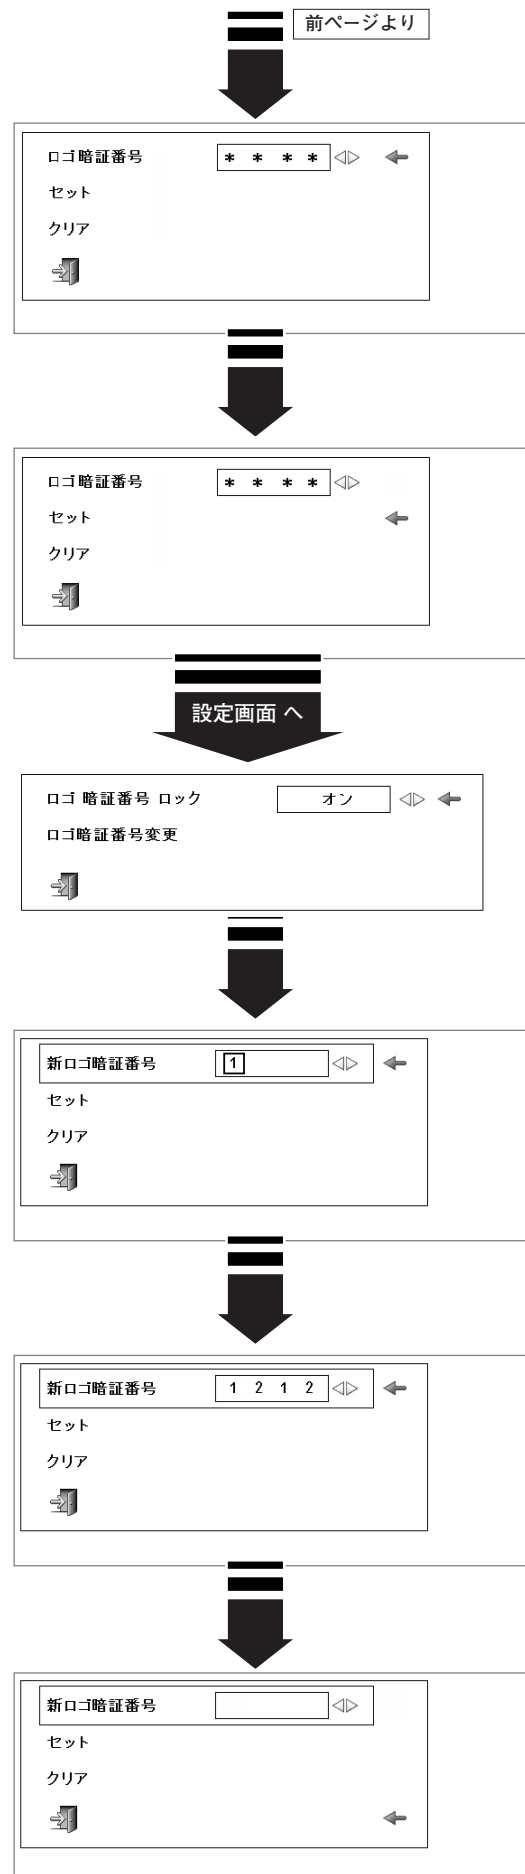 前ページより
ロゴ暗証番号 * * * *
セット
クリア
ロゴ暗証番号 * * * *
セット
クリア
設定画面 へ
ロゴ 暗証番号 ロック オン
ロゴ暗証番号変更
新ロゴ暗証番号 1
セット
クリア
新ロゴ暗証番号 1 2 1 2
セット
クリア
新ロゴ暗証番号
セット
クリア